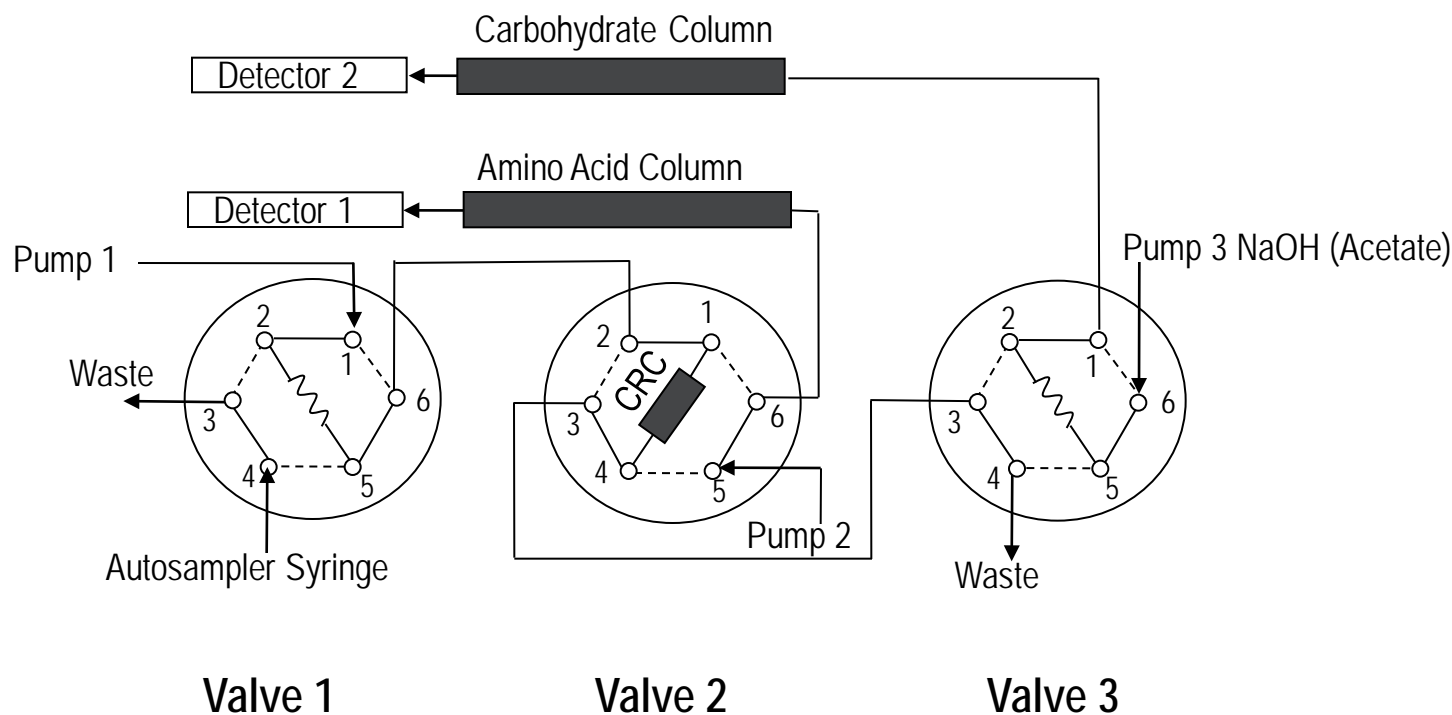 Carbohydrate Column
Detector 2
Amino Acid Column
Detector 1
Pump 1
Pump 3 NaOH (Acetate)
2
1
6
5
4
3
Waste
Autosampler Syringe
2
1
6
5
4
3
CRC
Pump 2
2
1
6
5
4
3
Waste
Valve 1
Valve 2
Valve 3